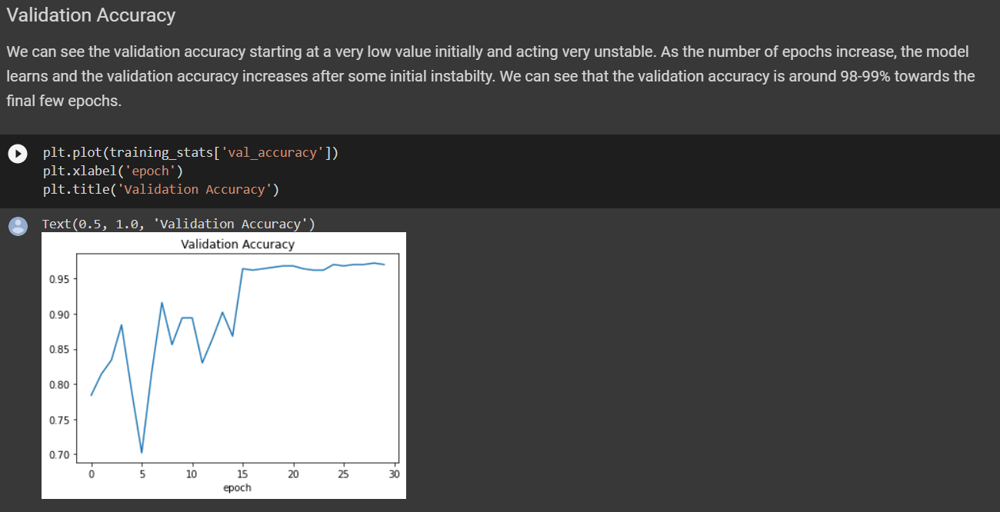 Validation Accuracy
We can see the validation accuracy starting at a very low value initially and acting very unstable. As the number of epochs increase, the model
learns and the validation accuracy increases after some initial instabilty. We can see that the validation accuracy is around 98-99% towards the
final few epochs.
plt.plot(training_stats['val_accuracy'])
plt.xlabel('epoch')
plt.title('Validation Accuracy')
Text(0.5, 1.0, 'Validation Accuracy')
Validation Accuracy
0.95
0.90
0.85
0.80
0.75
0.70
0 5 10 15 20 25 30
epoch